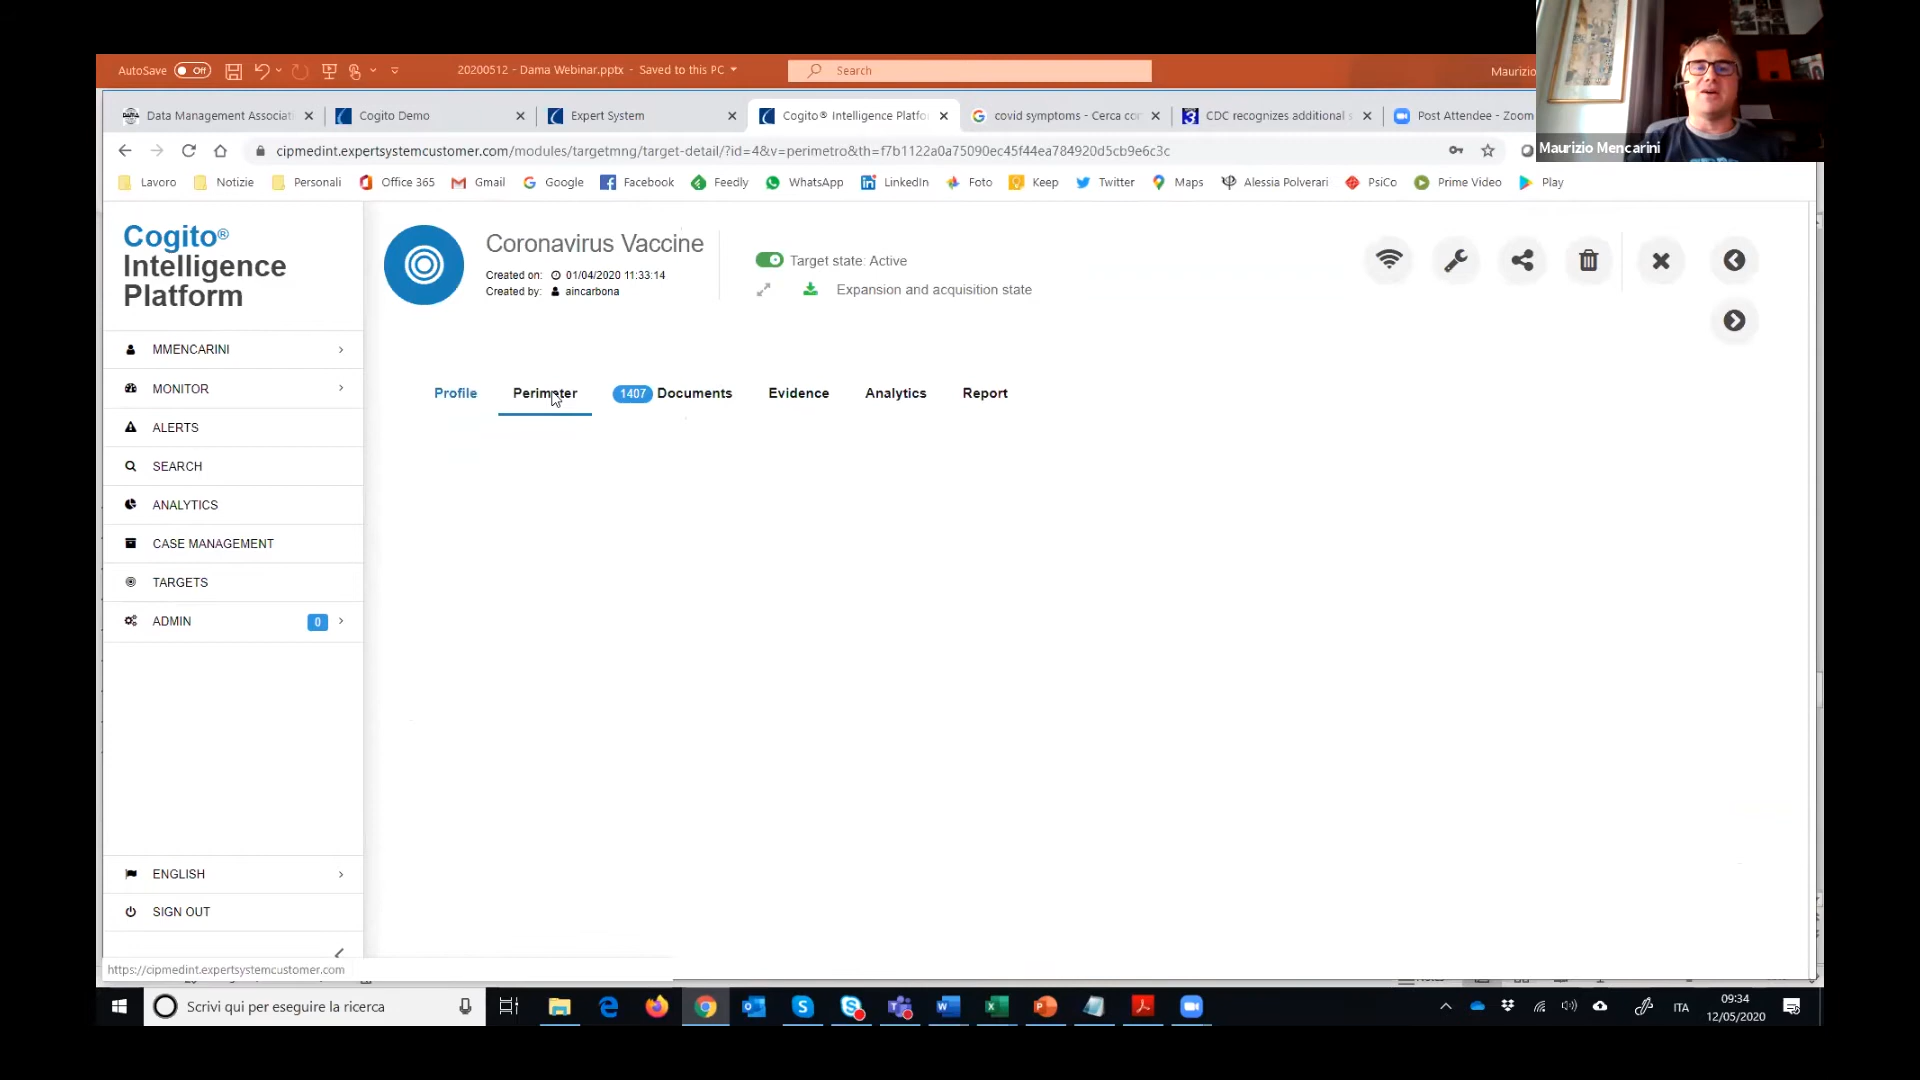 AutoSave Off 20200512 - Dama Webinar.pptx - Saved to this PC Search Maurizio
Data Management Associati Cogito Demo Expert System Cogito® Intelligence Platfo covid symptoms - Cerca co CDC recognizes additional s Post Attendee - Zoom
cipmedint.expertsystemcustomer.com/modules/targetmng/target-detail/?id=4&v=perimetro&th=f7b1122a0a75090ec45f44ea784920d5cb9e6c3c
Maurizio Mencarini
Lavoro Notizie Personali Office 365 Gmail Google Facebook Feedly WhatsApp LinkedIn Foto Keep Twitter Maps Alessia Polverari PsiCo Prime Video Play
Cogito®
Intelligence
Platform
Coronavirus Vaccine
Created on: 01/04/2020 11:33:14
Created by: aincarbona
Target state: Active
Expansion and acquisition state
MMENCARINI
MONITOR
ALERTS
SEARCH
ANALYTICS
CASE MANAGEMENT
TARGETS
ADMIN 0
Profile Perimeter 1407 Documents Evidence Analytics Report
ENGLISH
SIGN OUT
https://cipmedint.expertsystemcustomer.com
Scrivi qui per eseguire la ricerca
ITA
09:34
12/05/2020